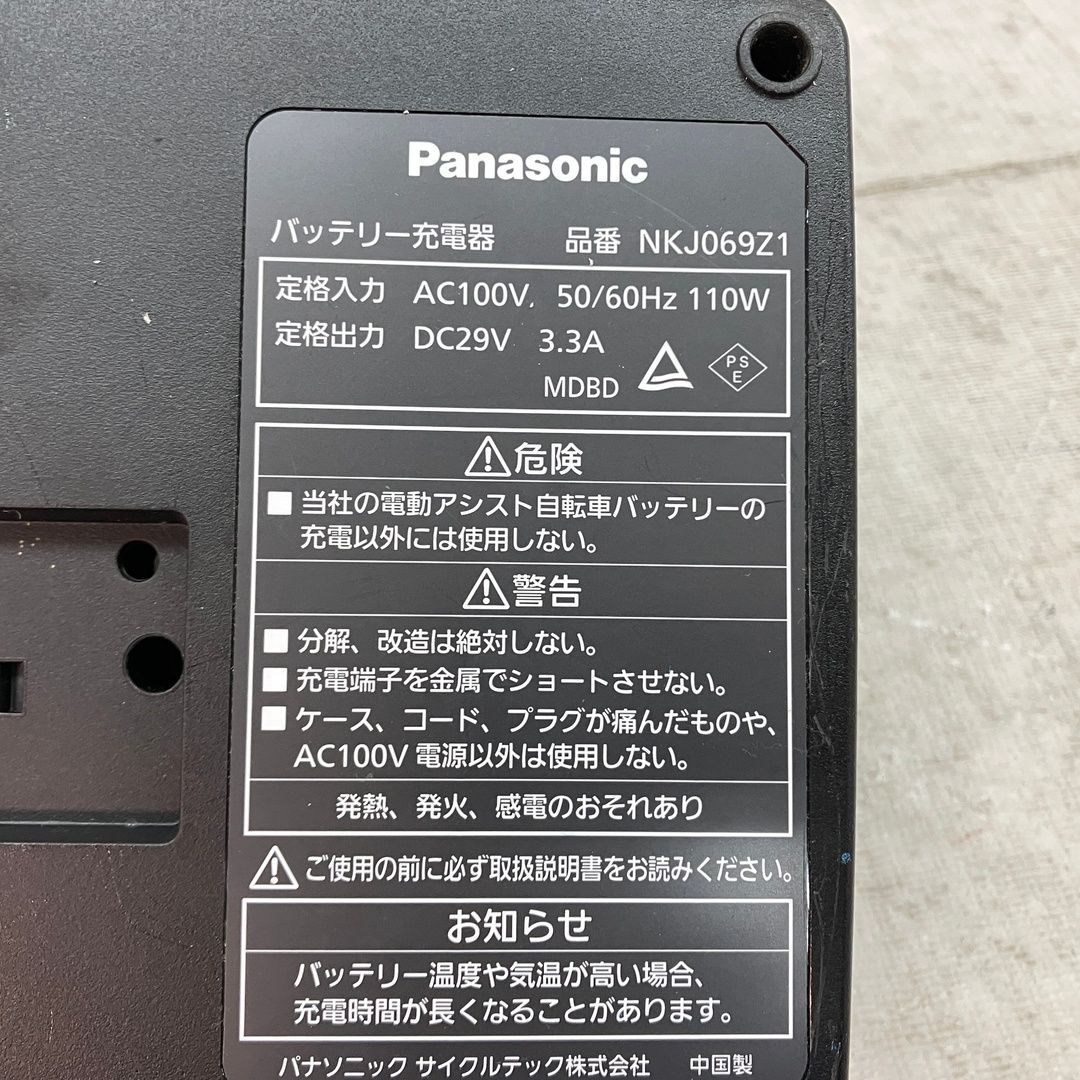 Panasonic
バッテリー充電器 品番 NKJ069Z1
定格入力 AC100V, 50/60Hz 110W
定格出力 DC29V 3.3A
MDBD
PS
E
危険
■ 当社の電動アシスト自転車バッテリーの
充電以外には使用しない。
警告
■ 分解、改造は絶対しない。
■ 充電端子を金属でショートさせない。
■ ケース、コード、プラグが痛んだものや、
AC100V 電源以外は使用しない。
発熱、発火、感電のおそれあり
ご使用の前に必ず取扱説明書をお読みください。
お知らせ
バッテリー温度や気温が高い場合、
充電時間が長くなることがあります。
パナソニック サイクルテック株式会社 中国製